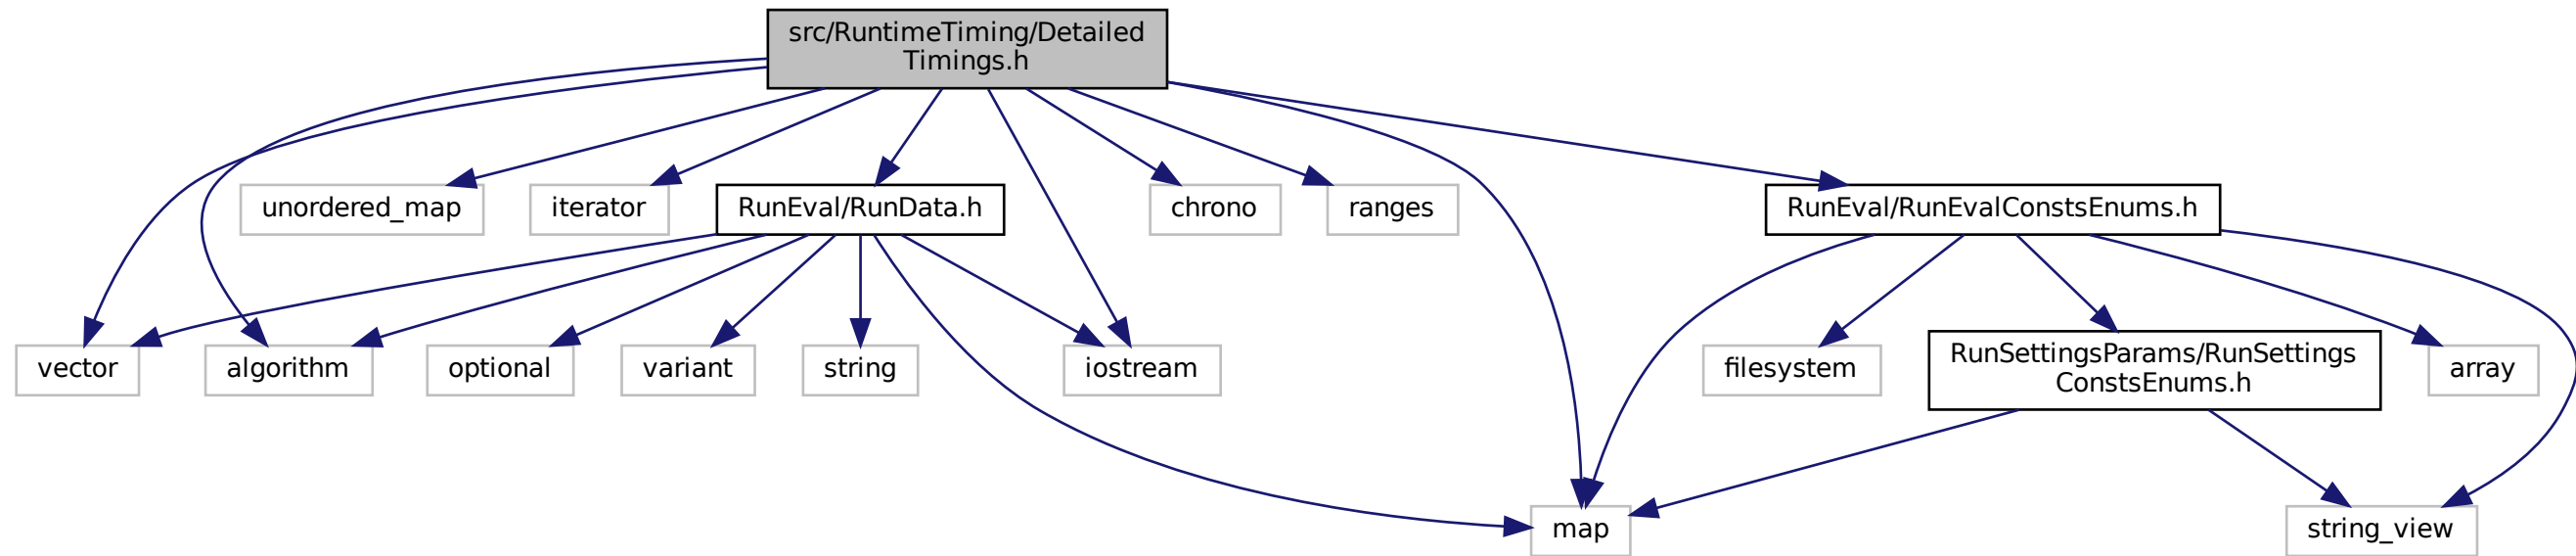 src/RuntimeTiming/Detailed
Timings.h
unordered_map
iterator
RunEval/RunData.h
chrono
ranges
RunEval/RunEvalConstsEnums.h
vector
algorithm
optional
variant
string
iostream
filesystem
RunSettingsParams/RunSettings
ConstsEnums.h
array
map
string_view